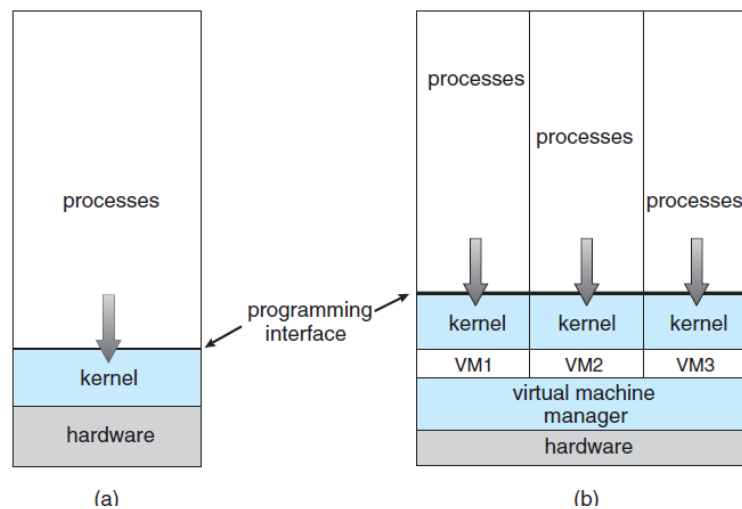 processes
programming
interface
kernel
hardware
(a)
processes
processes
processes
kernel
kernel
kernel
VM1
VM2
VM3
virtual machine
manager
hardware
(b)